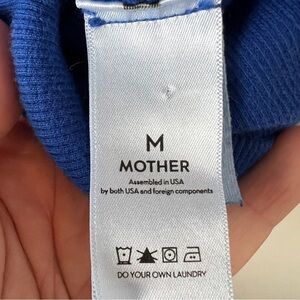 M
MOTHER
Assembled in USA
by both USA and foreign components
DO YOUR OWN LAUNDRY